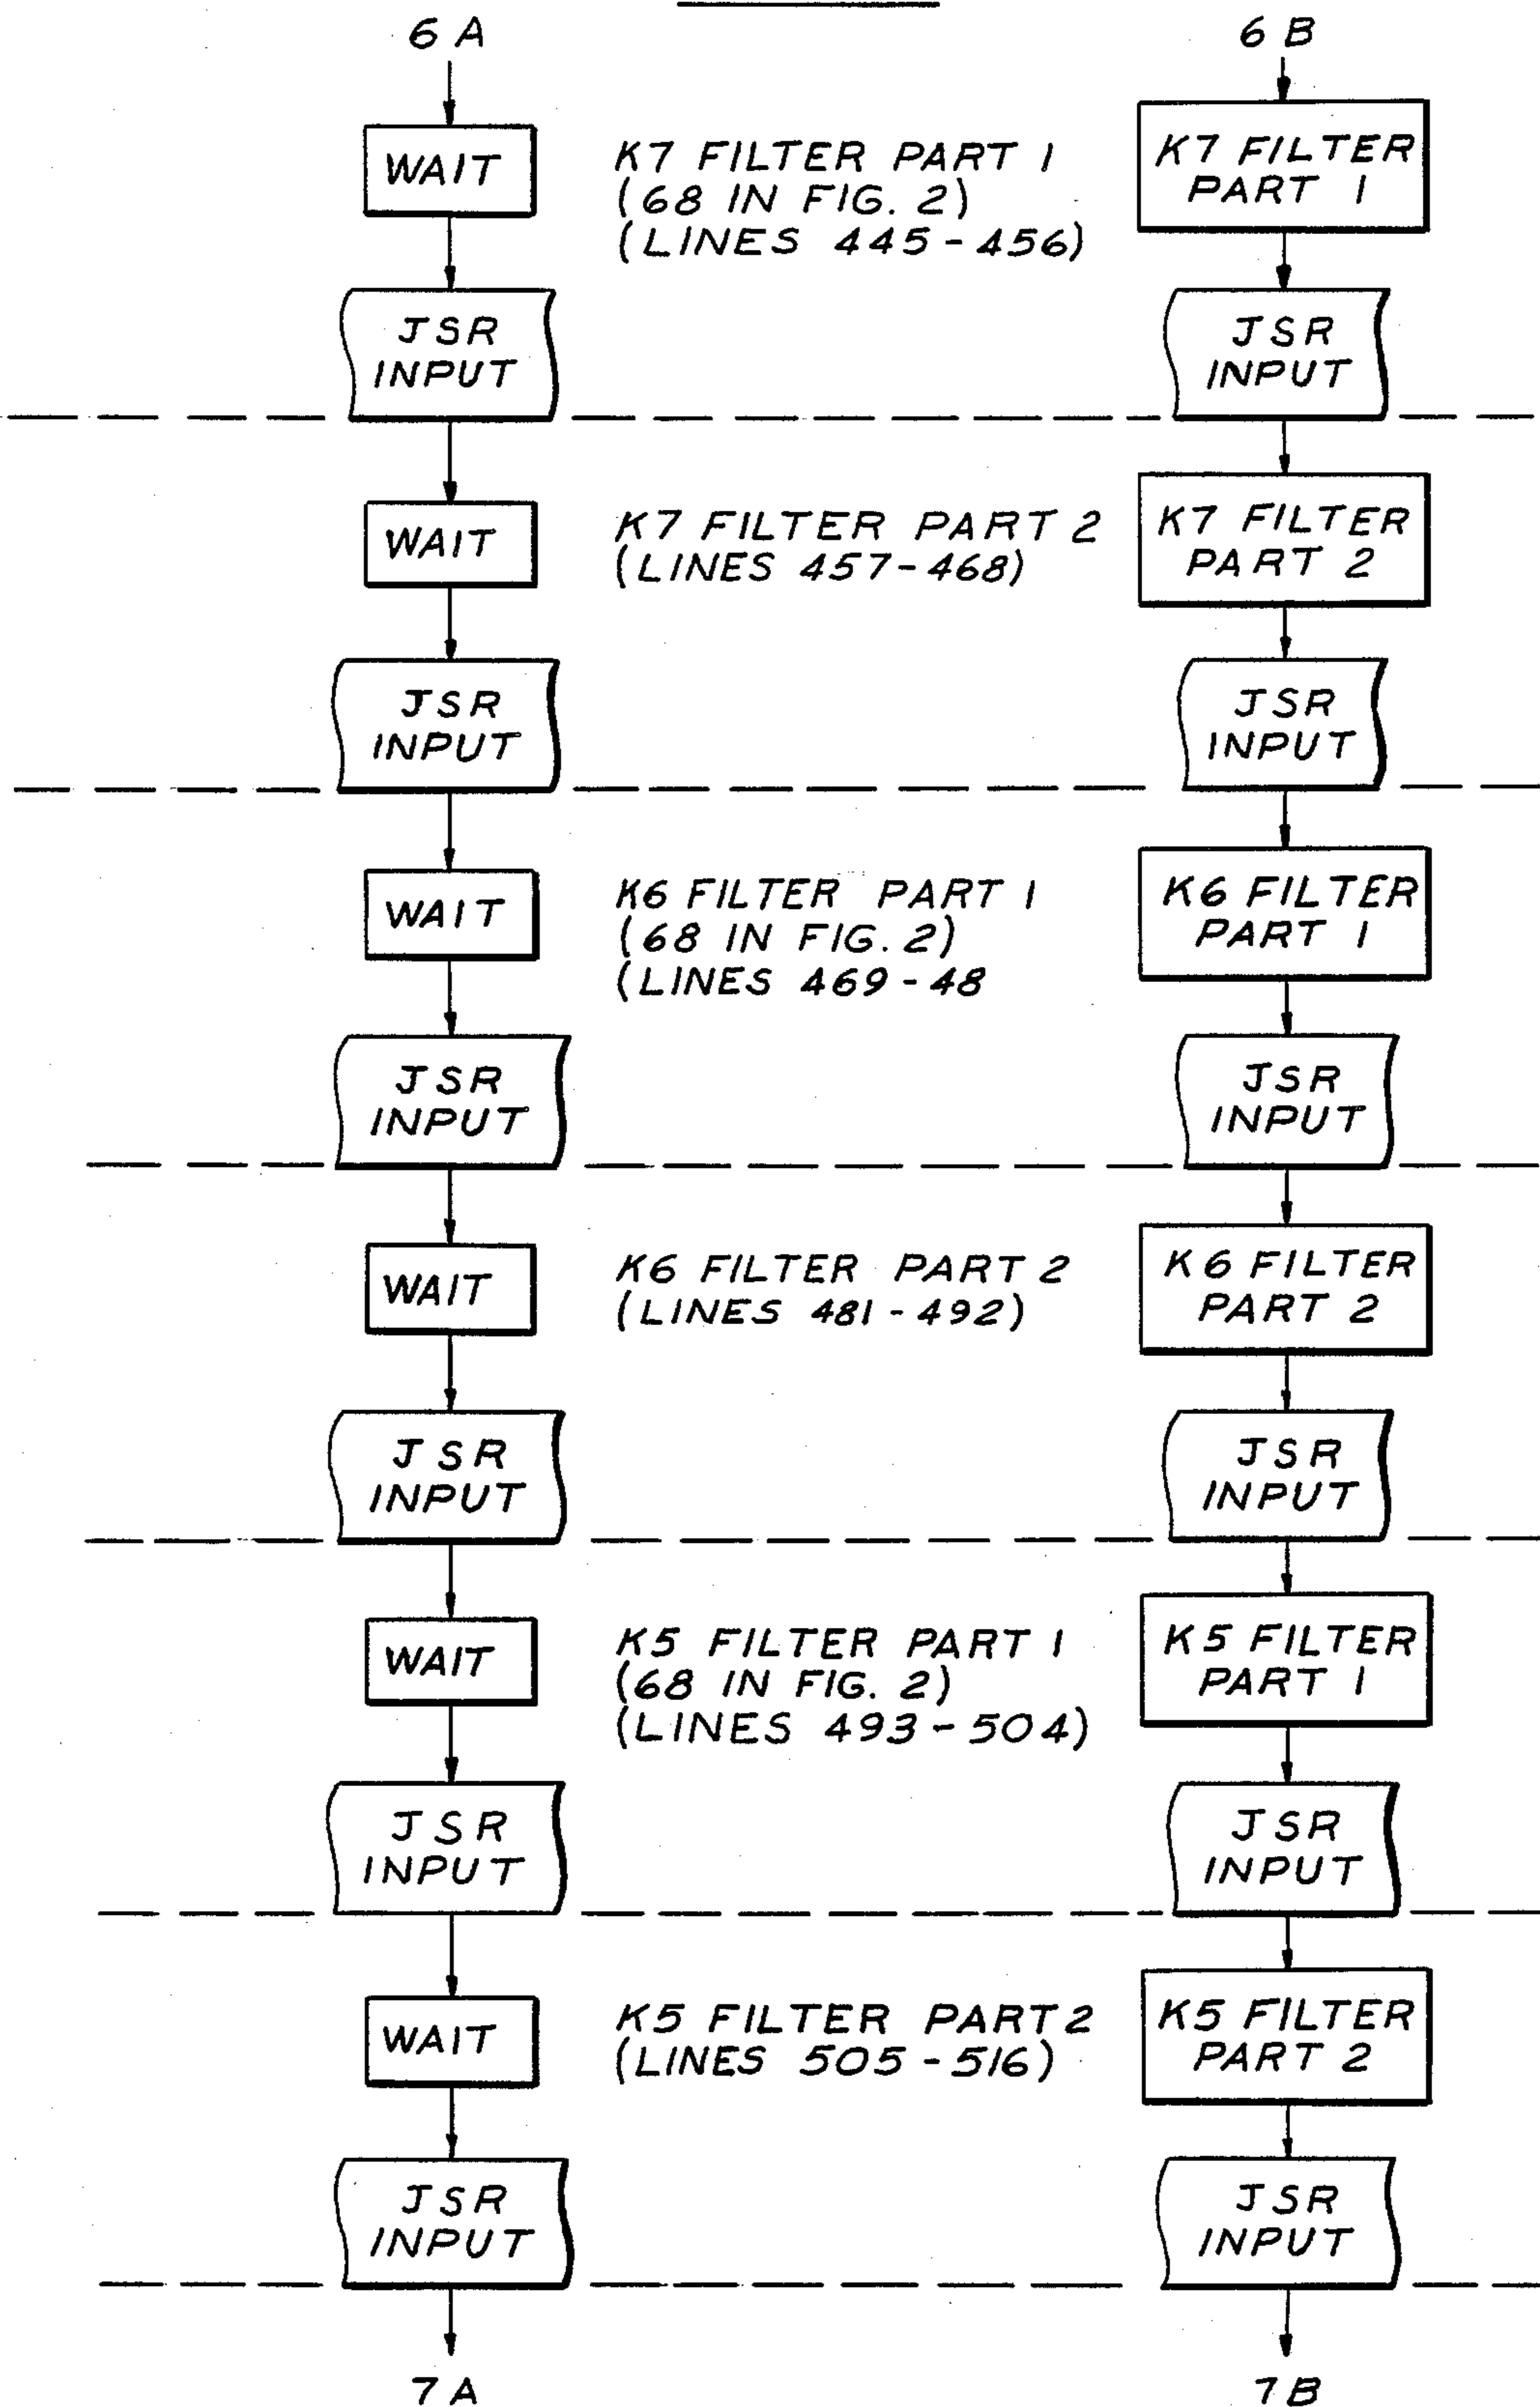 6 A
6 B
WAIT
K7 FILTER PART 1
(68 IN FIG. 2)
(LINES 445-456)
K7 FILTER
PART 1
JSR
INPUT
JSR
INPUT
WAIT
K7 FILTER PART 2
(LINES 457-468)
K7 FILTER
PART 2
JSR
INPUT
JSR
INPUT
WAIT
K6 FILTER PART 1
(68 IN FIG. 2)
(LINES 469-48
K6 FILTER
PART 1
JSR
INPUT
JSR
INPUT
WAIT
K6 FILTER PART 2
(LINES 481-492)
K6 FILTER
PART 2
JSR
INPUT
JSR
INPUT
WAIT
K5 FILTER PART 1
(68 IN FIG. 2)
(LINES 493-504)
K5 FILTER
PART 1
JSR
INPUT
JSR
INPUT
WAIT
K5 FILTER PART 2
(LINES 505-516)
K5 FILTER
PART 2
JSR
INPUT
JSR
INPUT
7A
7B